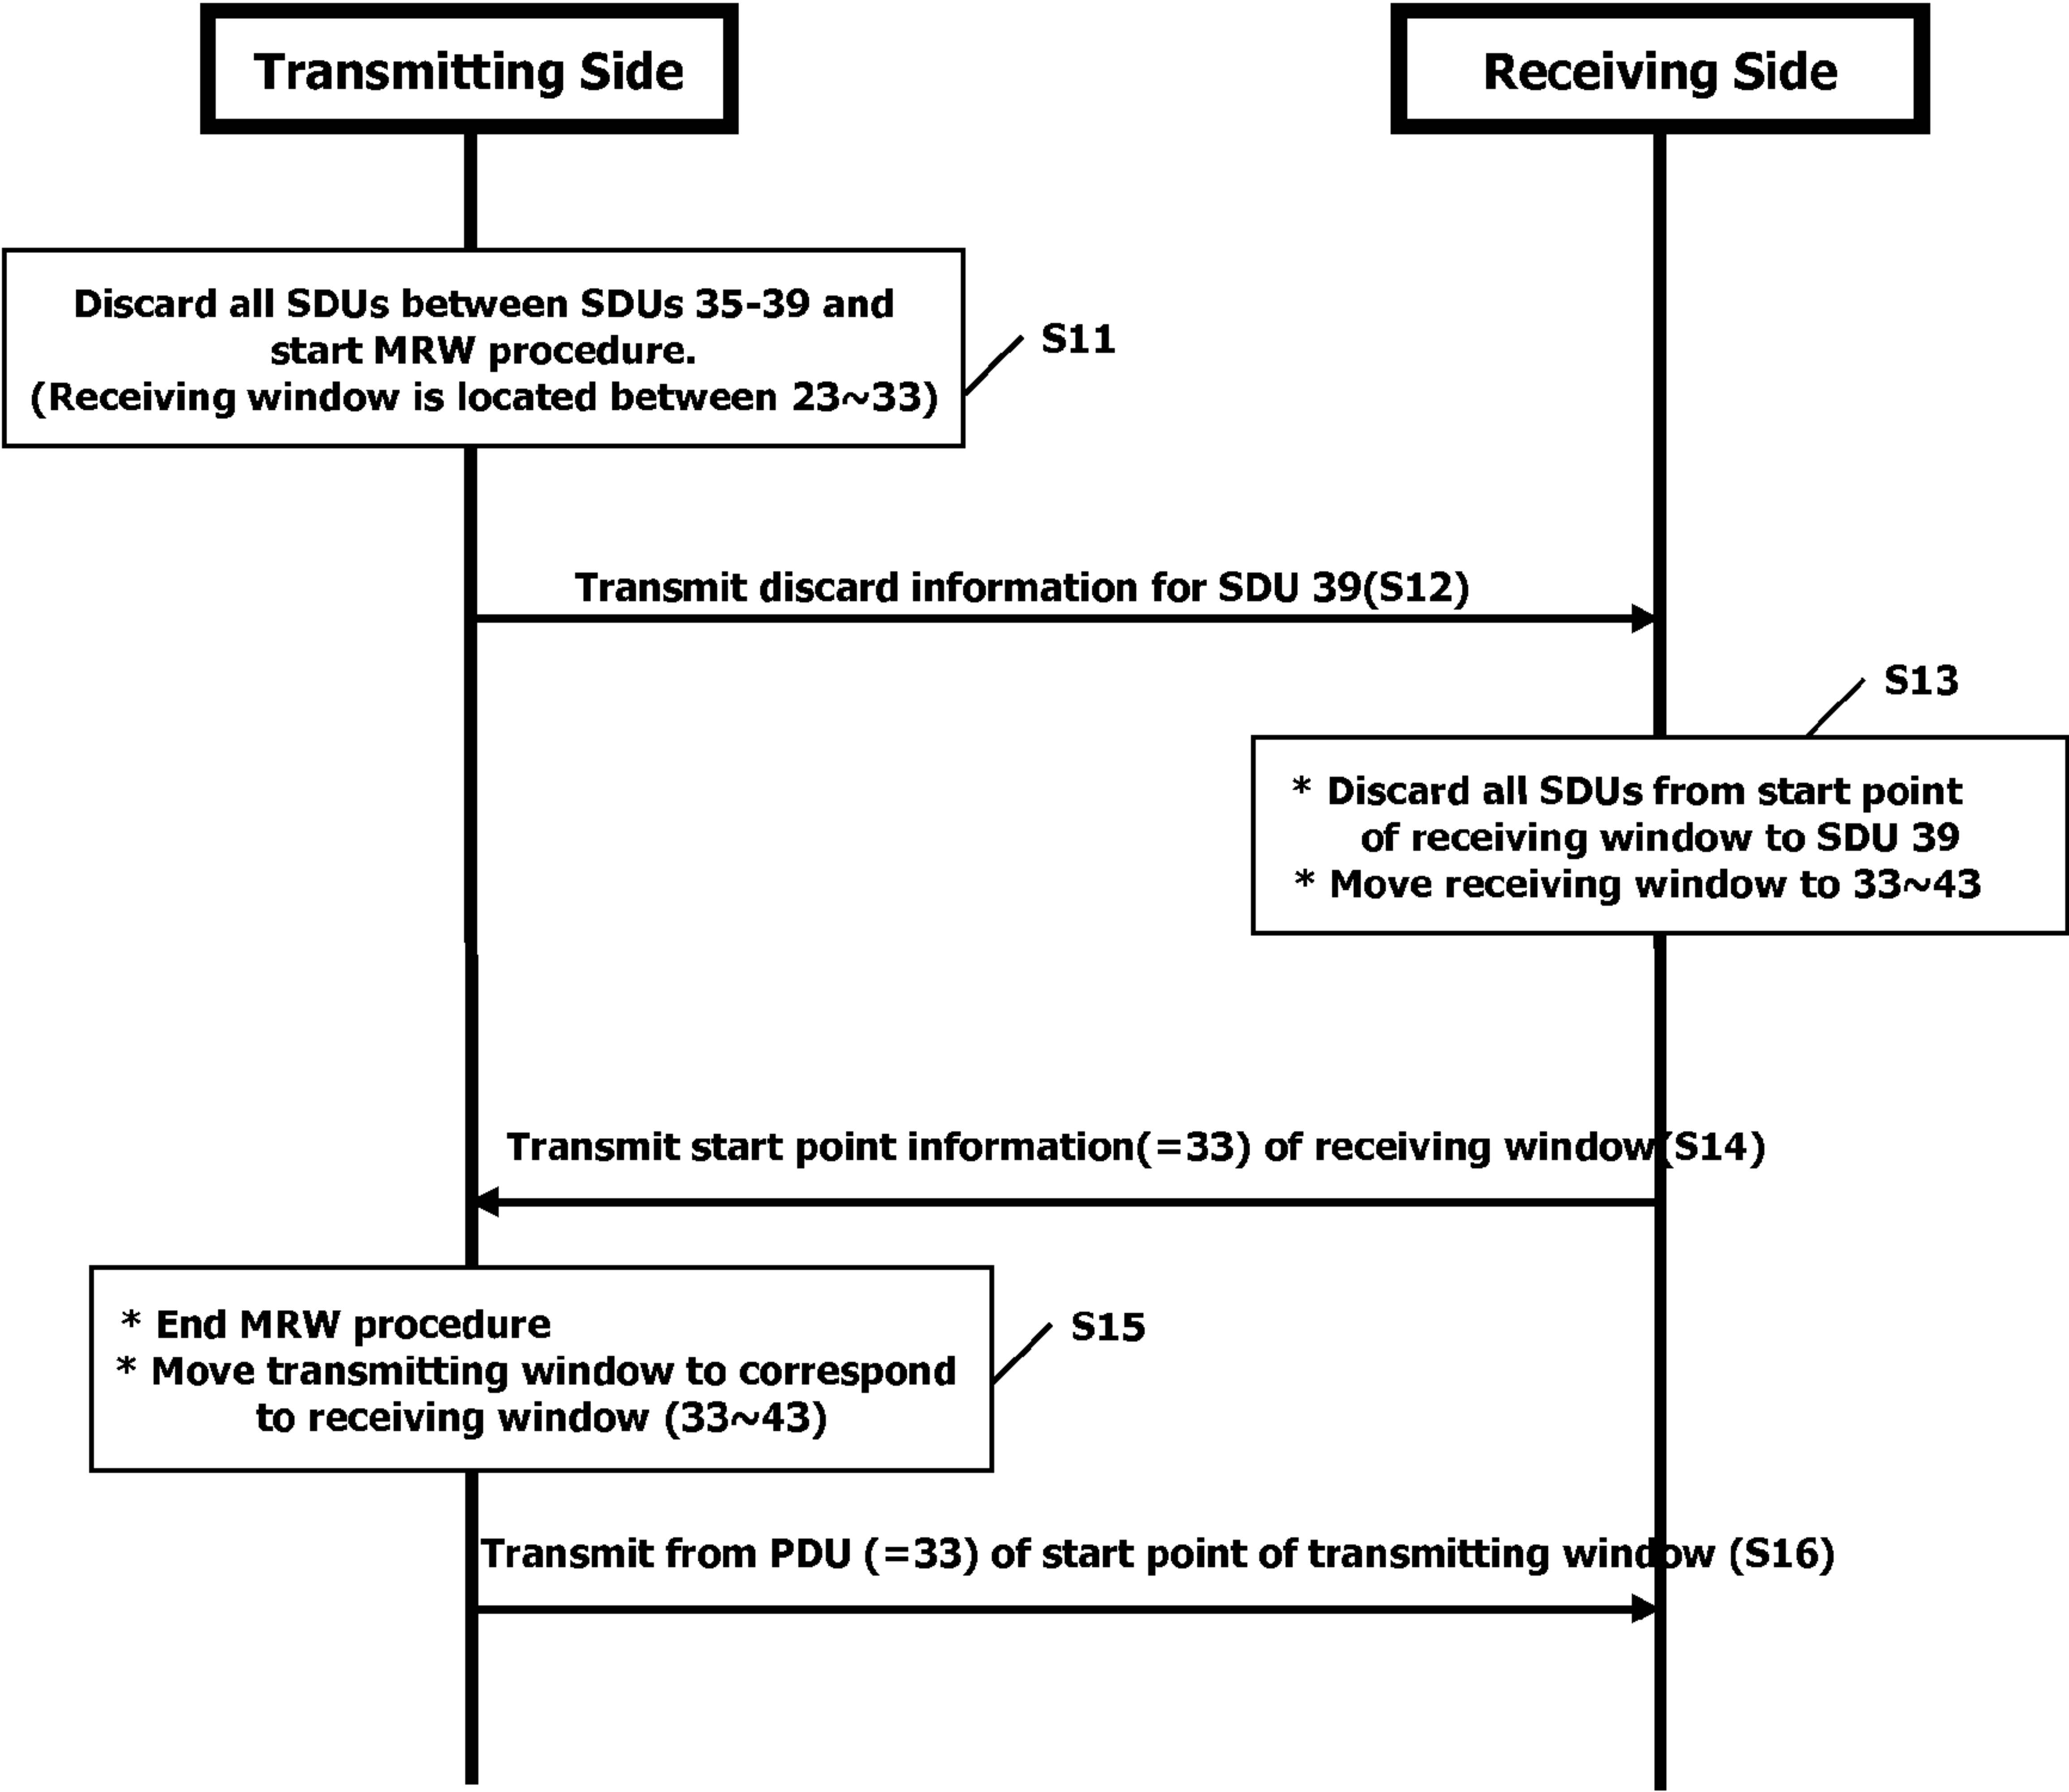 Transmitting Side
Receiving Side
Discard all SDUs between SDUs 35-39 and
start MRW procedure.
(Receiving window is located between 23~33)
S11
Transmit discard information for SDU 39(S12)
S13
* Discard all SDUs from start point
of receiving window to SDU 39
* Move receiving window to 33~43
Transmit start point information(=33) of receiving window(S14)
* End MRW procedure
* Move transmitting window to correspond
to receiving window (33~43)
S15
Transmit from PDU (=33) of start point of transmitting window (S16)